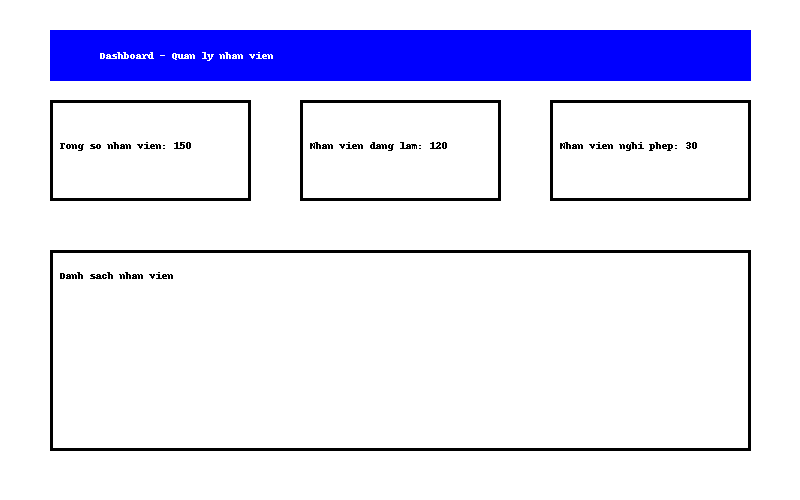 Dashboard - Quan ly nhan vien
Tong so nhan vien: 150
Nhan vien dang lam: 120
Nhan vien nghi phep: 30
Danh sach nhan vien